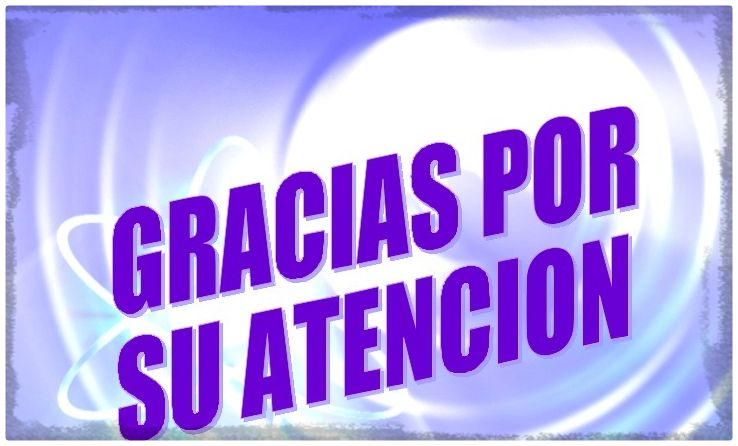 GRACIAS POR
SU ATENCION